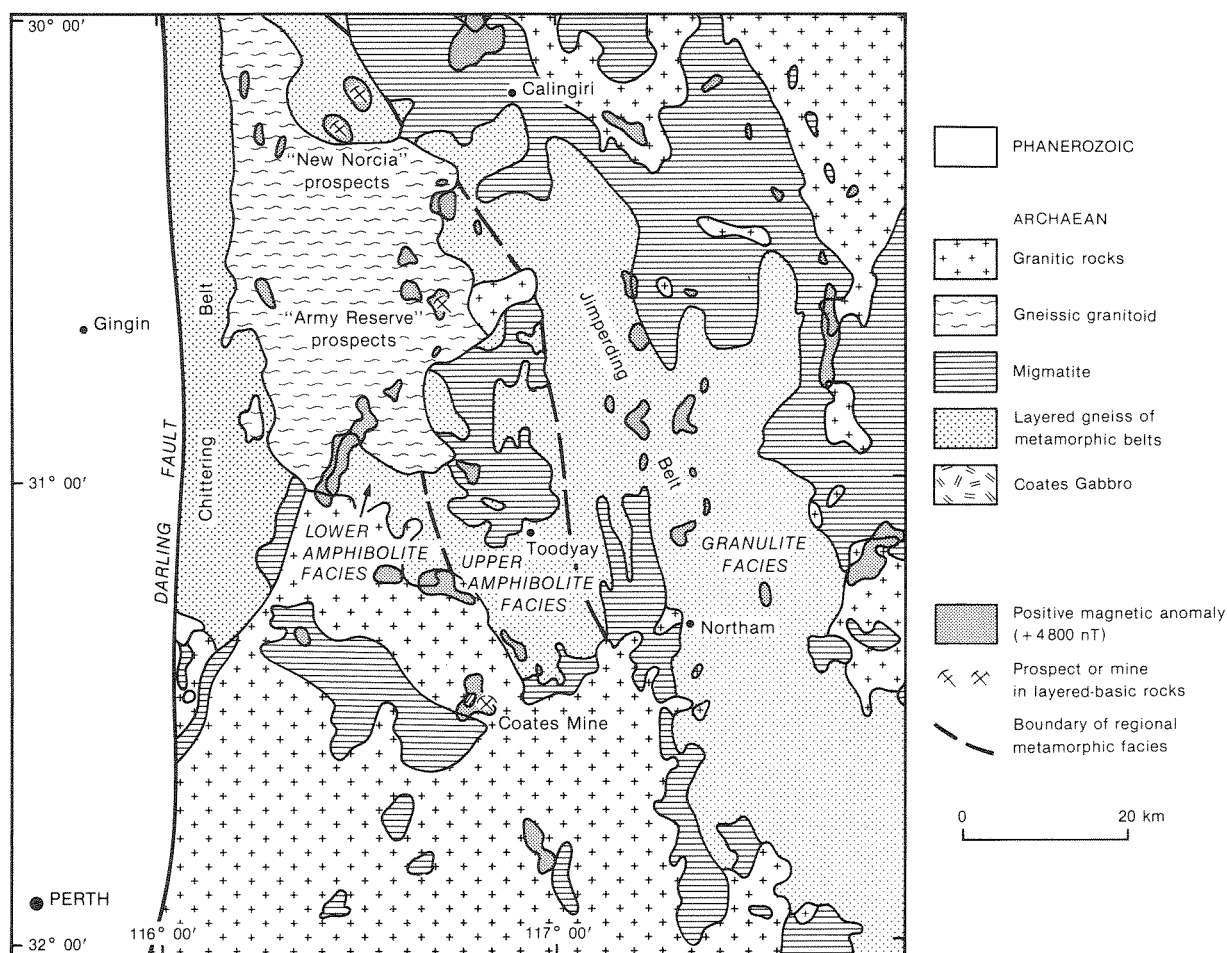 30° 00'
Calingiri
"New Norcia"
prospects
Belt
Gingin
"Army Reserve"
prospects
Jimperding
DARLING FAULT
Chittering
Belt
31° 00'
LOWER
AMPHIBOLITE
FACIES
Toodyay
UPPER
AMPHIBOLITE
FACIES
GRANULITE
FACIES
Northam
Coates Mine
PERTH
116° 00'
117° 00'
32° 00'
PHANEROZOIC
ARCHAEAN
Granitic rocks
Gneissic granitoid
Migmatite
Layered gneiss of
metamorphic belts
Coates Gabbro
Positive magnetic anomaly
(+4800 nT)
Prospect or mine
in layered-basic rocks
Boundary of regional
metamorphic facies
0 20 km